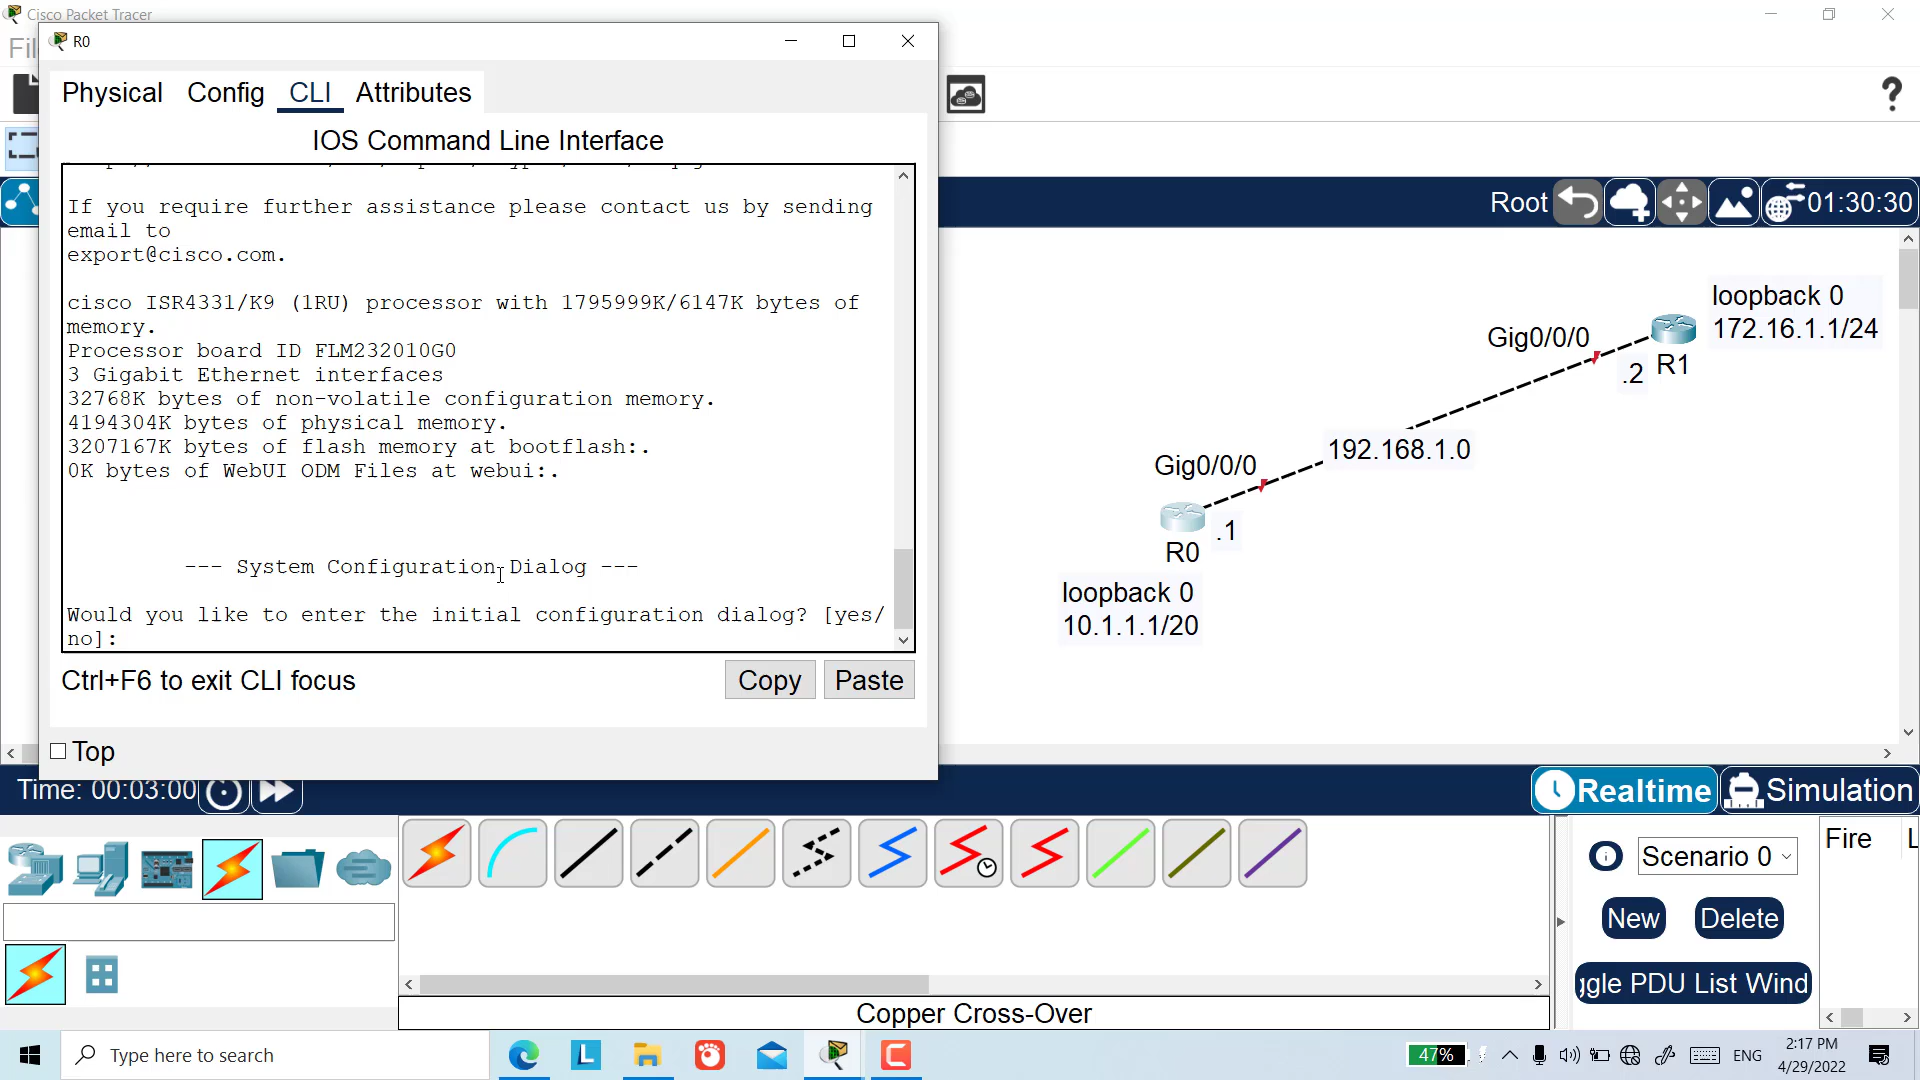 Cisco Packet Tracer
R0
Physical Config CLI Attributes
IOS Command Line Interface
If you require further assistance please contact us by sending
email to
export@cisco.com.
cisco ISR4331/K9 (1RU) processor with 1795999K/6147K bytes of
memory.
Processor board ID FLM232010G0
3 Gigabit Ethernet interfaces
32768K bytes of non-volatile configuration memory.
4194304K bytes of physical memory.
3207167K bytes of flash memory at bootflash:.
0K bytes of WebUI ODM Files at webui:.
--- System Configuration Dialog ---
Would you like to enter the initial configuration dialog? [yes/
no]:
Ctrl+F6 to exit CLI focus
Copy Paste
Top
Root 01:30:30
loopback 0
172.16.1.1/24
Gig0/0/0
.2 R1
192.168.1.0
Gig0/0/0
.1
R0
loopback 0
10.1.1.1/20
Time: 00:03:00
Realtime Simulation
Scenario 0
Fire
New Delete
ggle PDU List Wind
Copper Cross-Over
Type here to search
47%
ENG
2:17 PM
4/29/2022